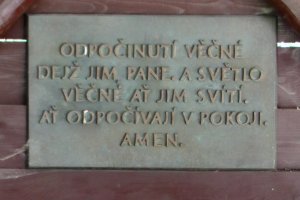 ODPOČINUTÍ VĚČNÉ
DEJŽ JIM, PANE, A SVĚTLO
VĚČNÉ AŤ JIM SVÍTÍ.
AŤ ODPOČÍVAJÍ V POKOJI.
AMEN.